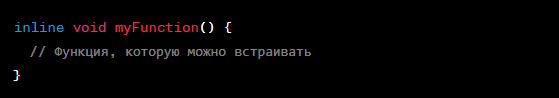 inline void myFunction() {
// Функция, которую можно встраивать
}